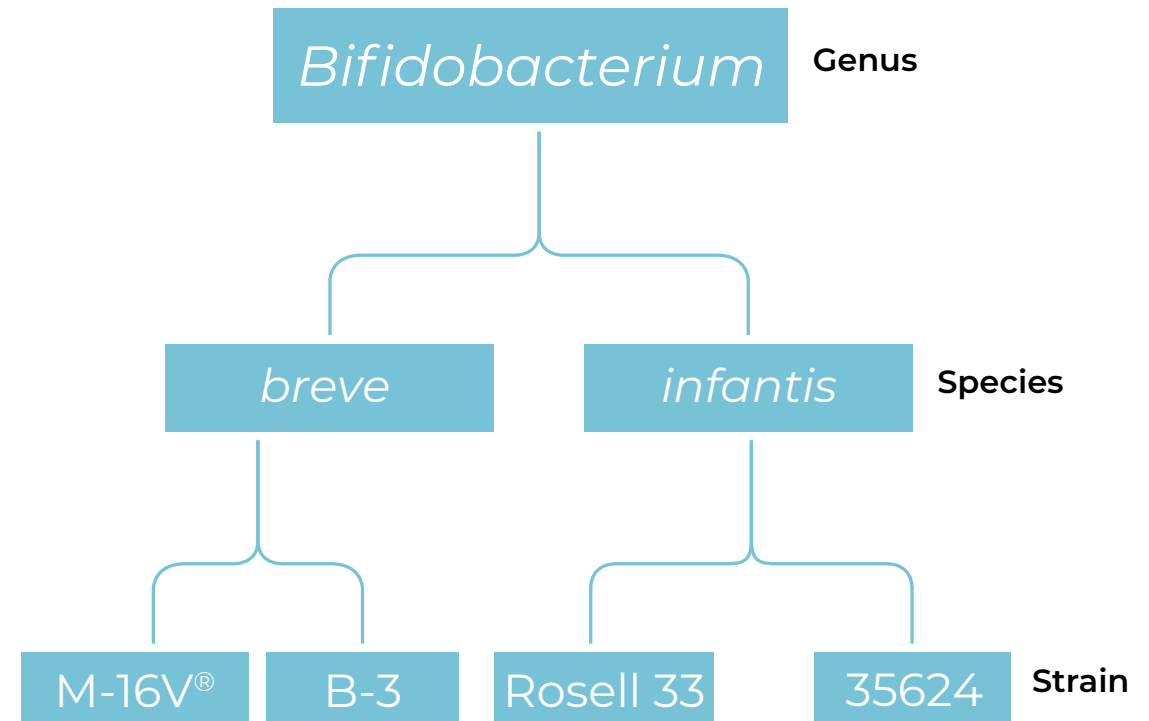 Bifidobacterium
Genus
breve
infantis
Species
M-16V®
B-3
Rosell 33
35624
Strain